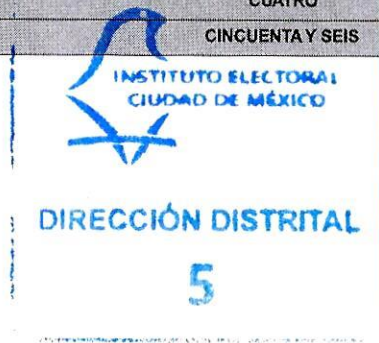 CUATRO
CINCUENTA Y SEIS
INSTITUTO ELECTORAL
CIUDAD DE MÉXICO
DIRECCIÓN DISTRITAL
5